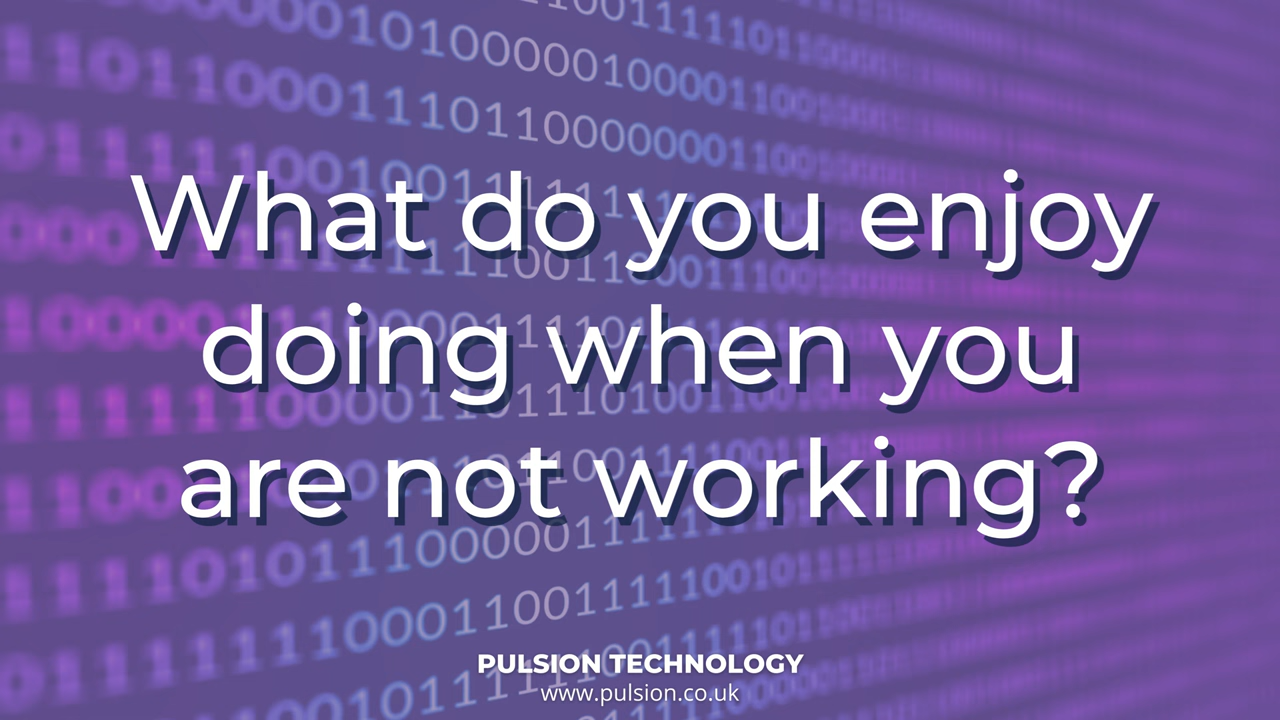 What do you enjoy
doing when you
are not working?
PULSION TECHNOLOGY
www.pulsion.co.uk